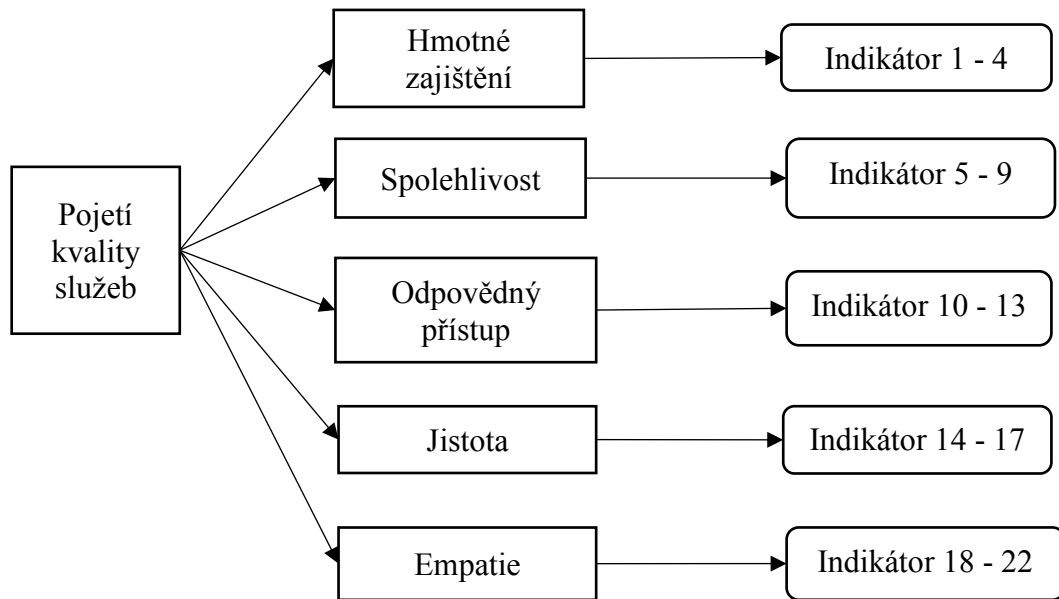 Pojetí
kvality
služeb
Hmotné
zajištění
Indikátor 1 - 4
Spolehlivost
Indikátor 5 - 9
Odpovědný
přístup
Indikátor 10 - 13
Jistota
Indikátor 14 - 17
Empatie
Indikátor 18 - 22